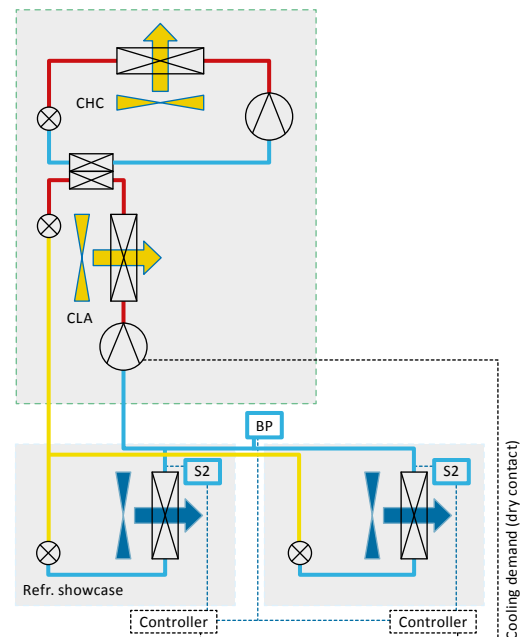 CHC
CLA
BP
S2
S2
Cooling demand (dry contact)
Refr. showcase
Controller
Controller